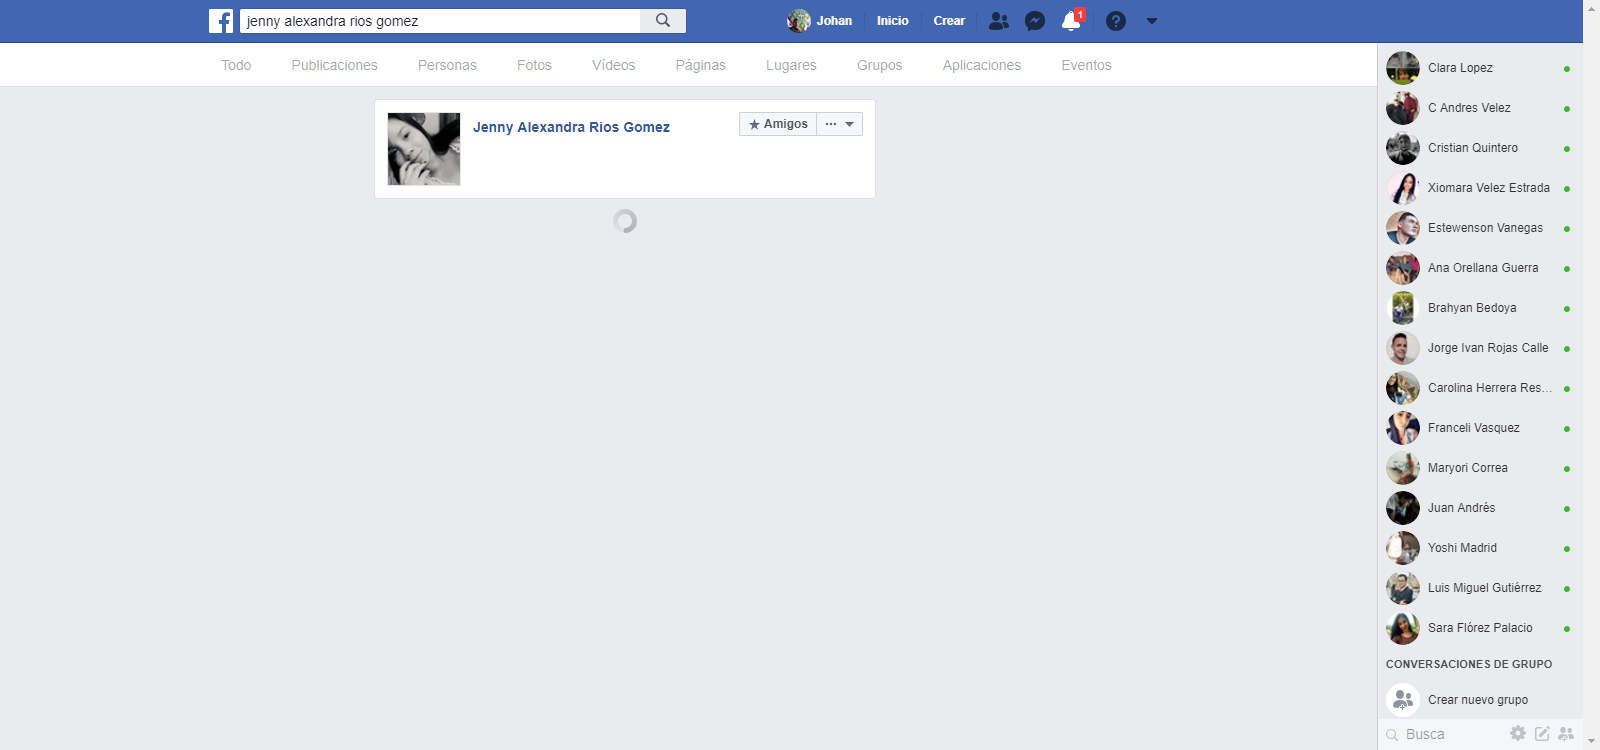 jenny alexandra rios gomez
Johan Inicio Crear 1
Todo Publicaciones Personas Fotos Vídeos Páginas Lugares Grupos Aplicaciones Eventos
Jenny Alexandra Rios Gomez
★ Amigos ···
Clara Lopez
C Andres Velez
Cristian Quintero
Xiomara Velez Estrada
Estewenson Vanegas
Ana Orellana Guerra
Brahyan Bedoya
Jorge Ivan Rojas Calle
Carolina Herrera Res...
Franceli Vasquez
Maryori Correa
Juan Andrés
Yoshi Madrid
Luis Miguel Gutiérrez
Sara Flórez Palacio
CONVERSACIONES DE GRUPO
Crear nuevo grupo
Busca